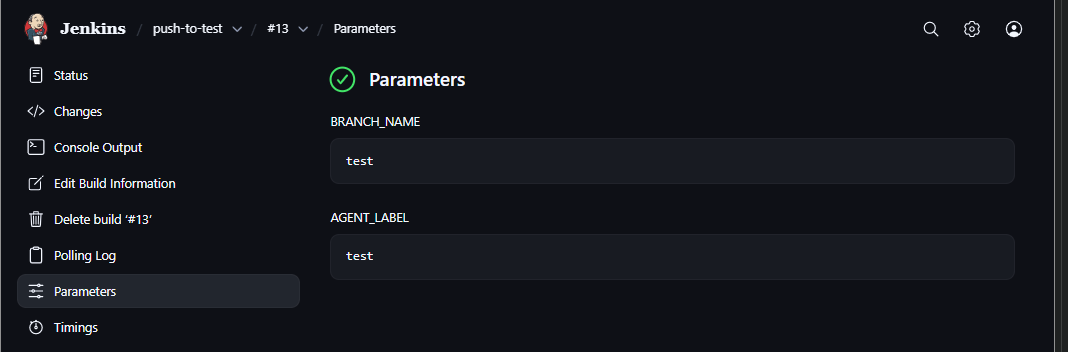 Jenkins / push-to-test / #13 / Parameters
Status
Changes
Console Output
Edit Build Information
Delete build ‘#13’
Polling Log
Parameters
Timings
Parameters
BRANCH_NAME
test
AGENT_LABEL
test